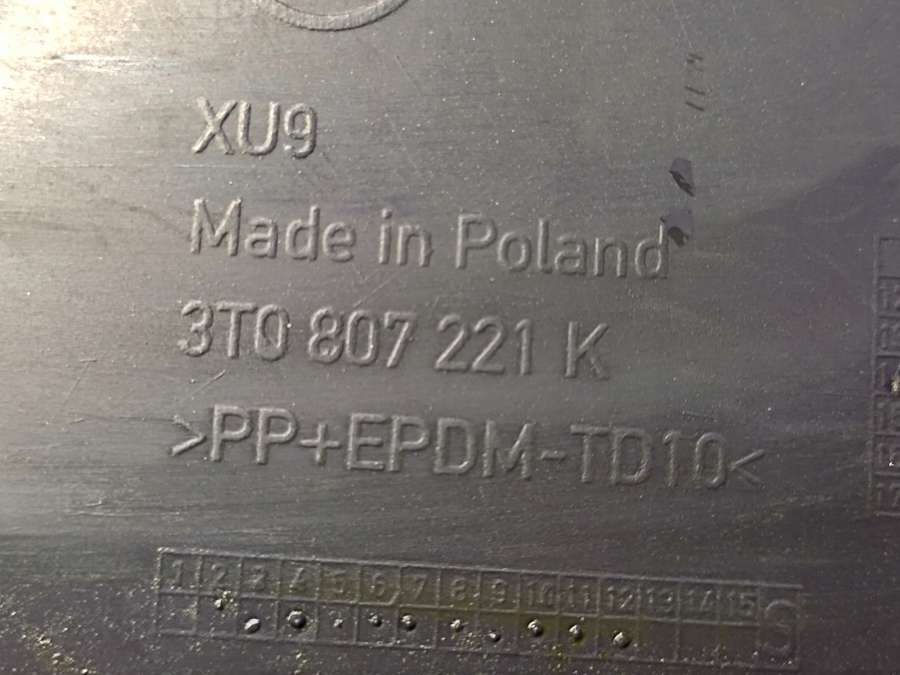 XU9
Made in Poland
3T0 807 221 K
>PP+EPDM-TD10<
1 2 3 4 5 6 7 8 9 10 11 12 13 14 15 S